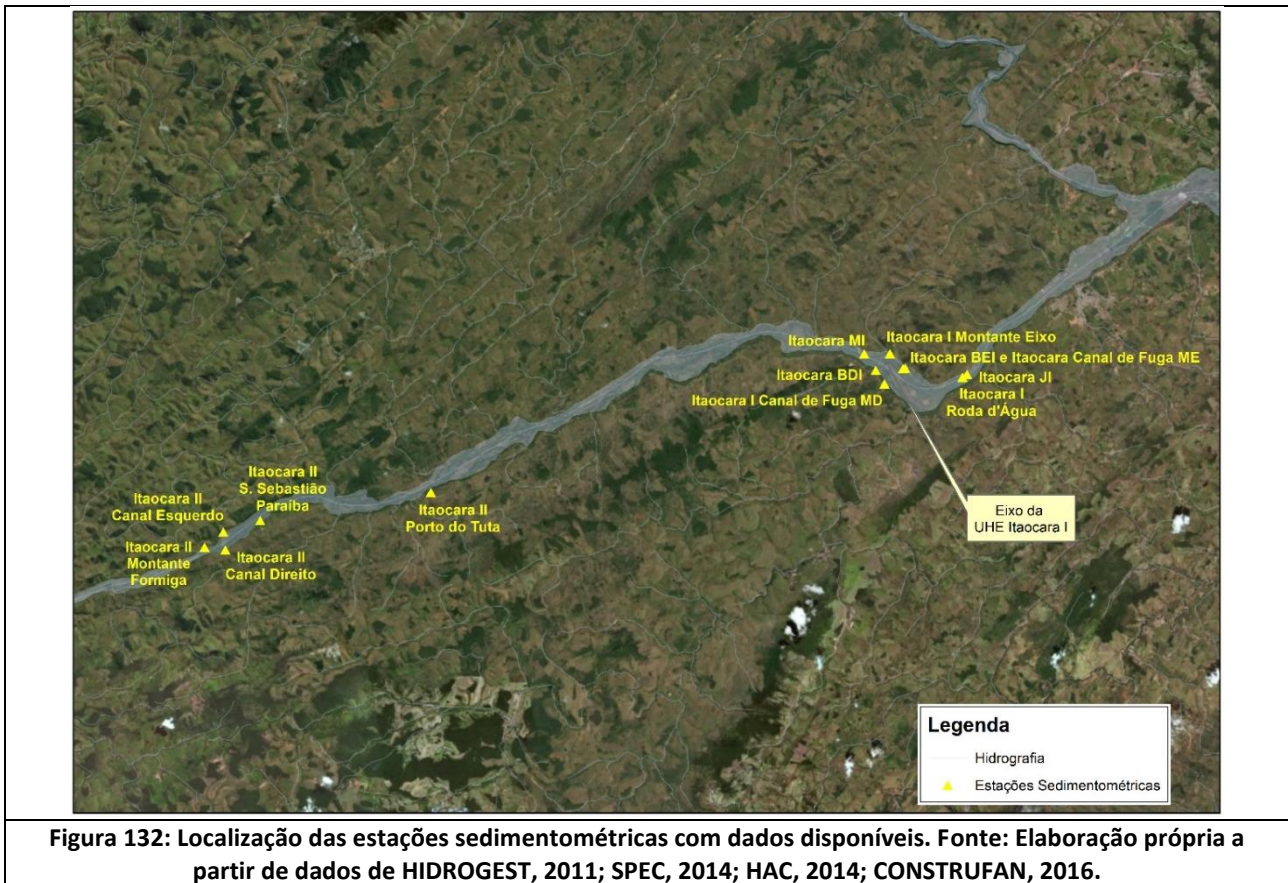 Itaocara MI
Itaocara I Montante Eixo
Itaocara BEI e Itaocara Canal de Fuga ME
Itaocara BDI
Itaocara JI
Itaocara I Canal de Fuga MD
Itaocara I
Roda d'Água
Itaocara II
S. Sebastião
Paraíba
Itaocara II
Canal Esquerdo
Itaocara II
Porto do Tuta
Eixo da
UHE Itaocara I
Itaocara II
Montante
Formiga
Itaocara II
Canal Direito
Legenda
Hidrografia
Estações Sedimentométricas
Figura 132: Localização das estações sedimentométricas com dados disponíveis. Fonte: Elaboração própria a
partir de dados de HIDROGEST, 2011; SPEC, 2014; HAC, 2014; CONSTRUFAN, 2016.